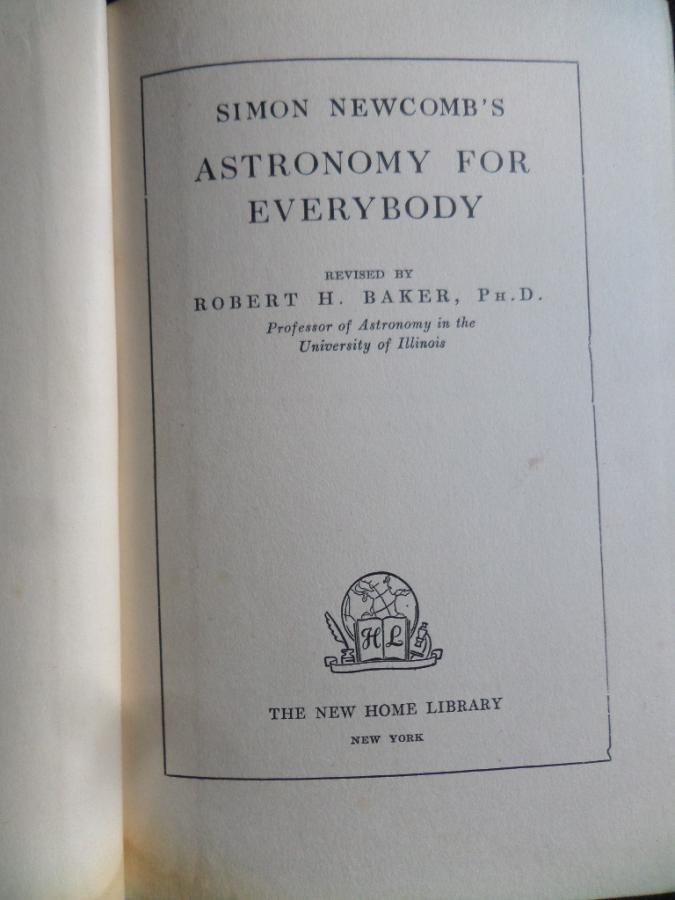 SIMON NEWCOMB'S
ASTRONOMY FOR
EVERYBODY
REVISED BY
ROBERT H. BAKER, PH.D.
Professor of Astronomy in the
University of Illinois
H L
THE NEW HOME LIBRARY
NEW YORK